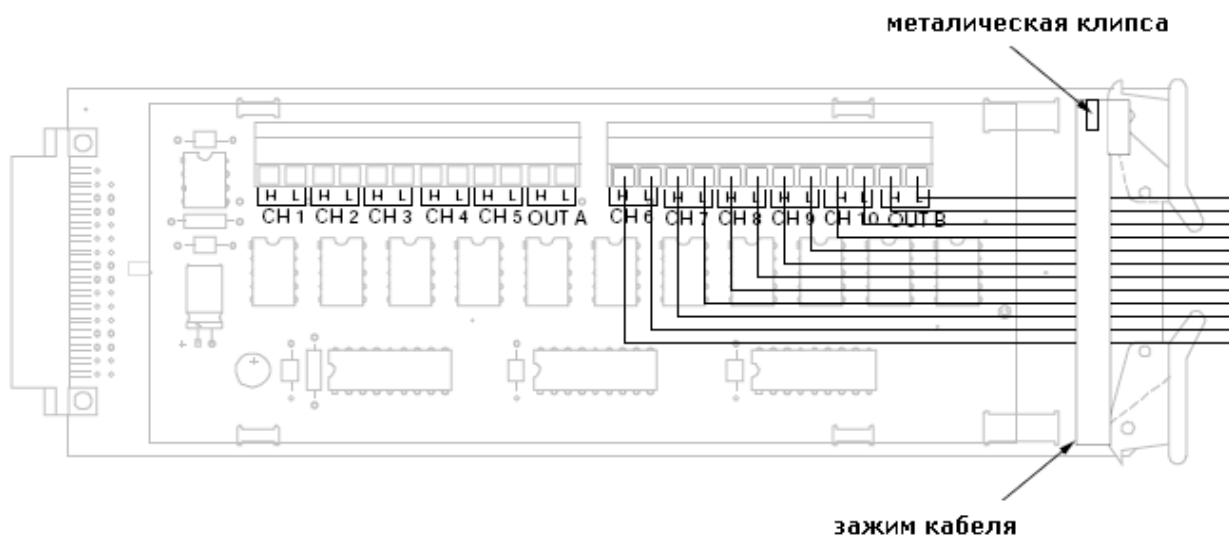 металическая клипса
H L H L H L H L H L H L H L H L H L H L H L H L
CH 1 CH 2 CH 3 CH 4 CH 5 OUT A CH 6 CH 7 CH 8 CH 9 CH 10 OUT B
+
+
зажим кабеля